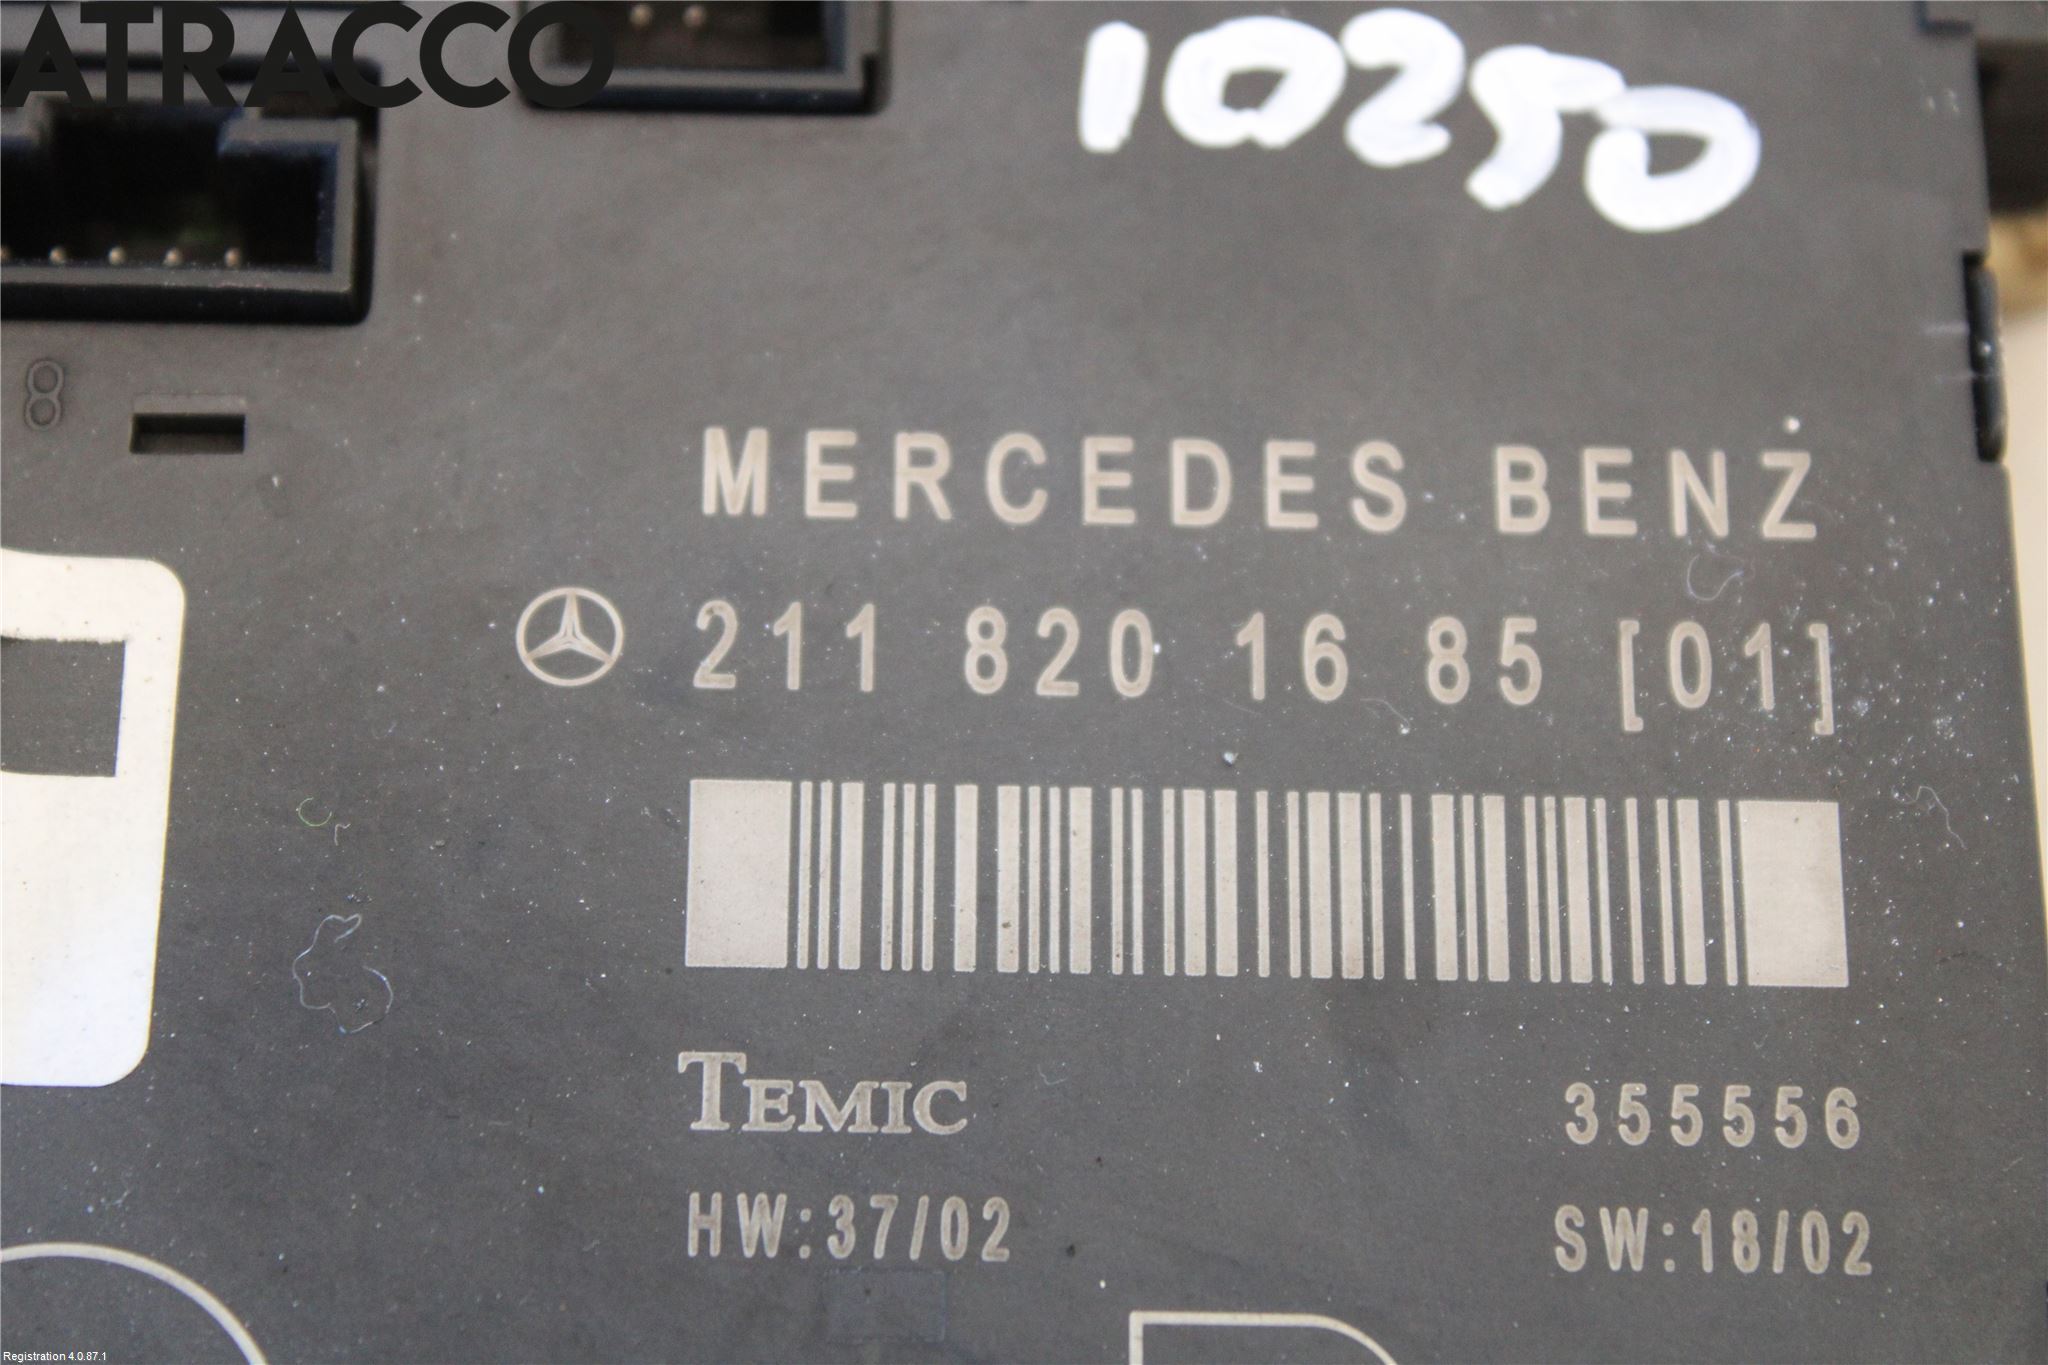 ATRACCO
10250
8
MERCEDES BENZ
211 820 16 85 [01]
TEMIC 355556
HW:37/02 SW:18/02
Registration 4.0.87.1